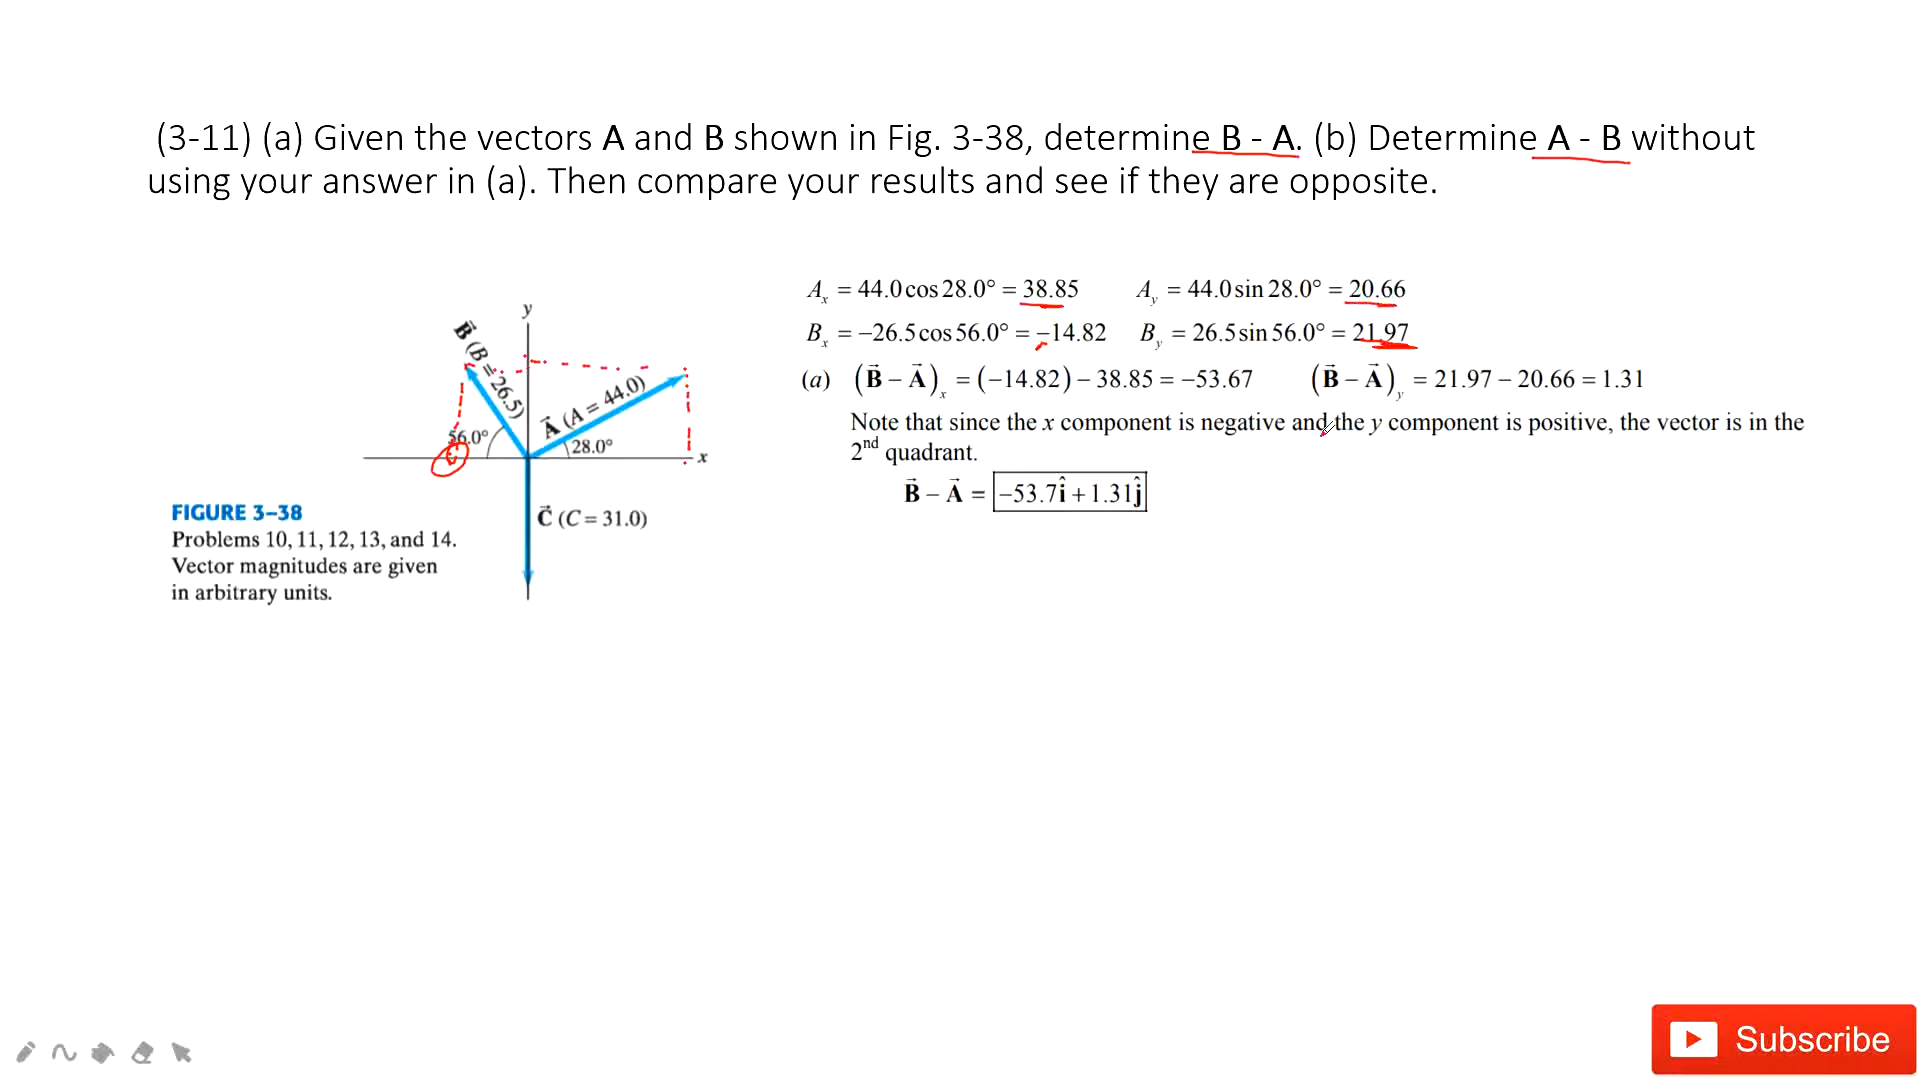 (3-11) (a) Given the vectors A and B shown in Fig. 3-38, determine B - A. (b) Determine A - B without
using your answer in (a). Then compare your results and see if they are opposite.
y
B⃗ (B = 26.5)
A⃗ (A = 44.0)
56.0°
28.0°
x
C⃗ (C = 31.0)
FIGURE 3–38
Problems 10, 11, 12, 13, and 14.
Vector magnitudes are given
in arbitrary units.
Aₓ = 44.0 cos 28.0° = 38.85 A_y = 44.0 sin 28.0° = 20.66
Bₓ = −26.5 cos 56.0° = −14.82 B_y = 26.5 sin 56.0° = 21.97
(a) (B⃗ – A⃗)ₓ = (−14.82) – 38.85 = −53.67 (B⃗ – A⃗)_y = 21.97 – 20.66 = 1.31
Note that since the x component is negative and the y component is positive, the vector is in the
2nd quadrant.
B⃗ – A⃗ = −53.7î + 1.31ĵ
Subscribe